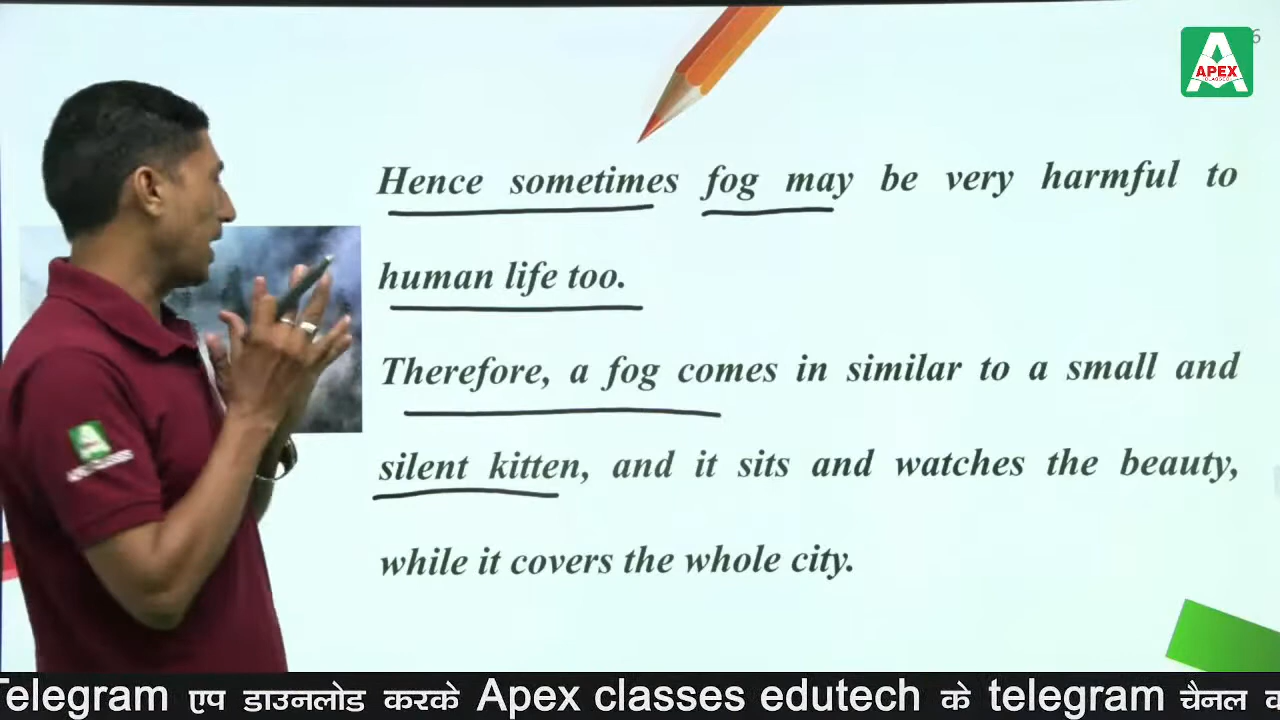 6
APEX
Hence sometimes fog may be very harmful to
human life too.
Therefore, a fog comes in similar to a small and
silent kitten, and it sits and watches the beauty,
while it covers the whole city.
Telegram एप डाउनलोड करके Apex classes edutech के telegram चैनल